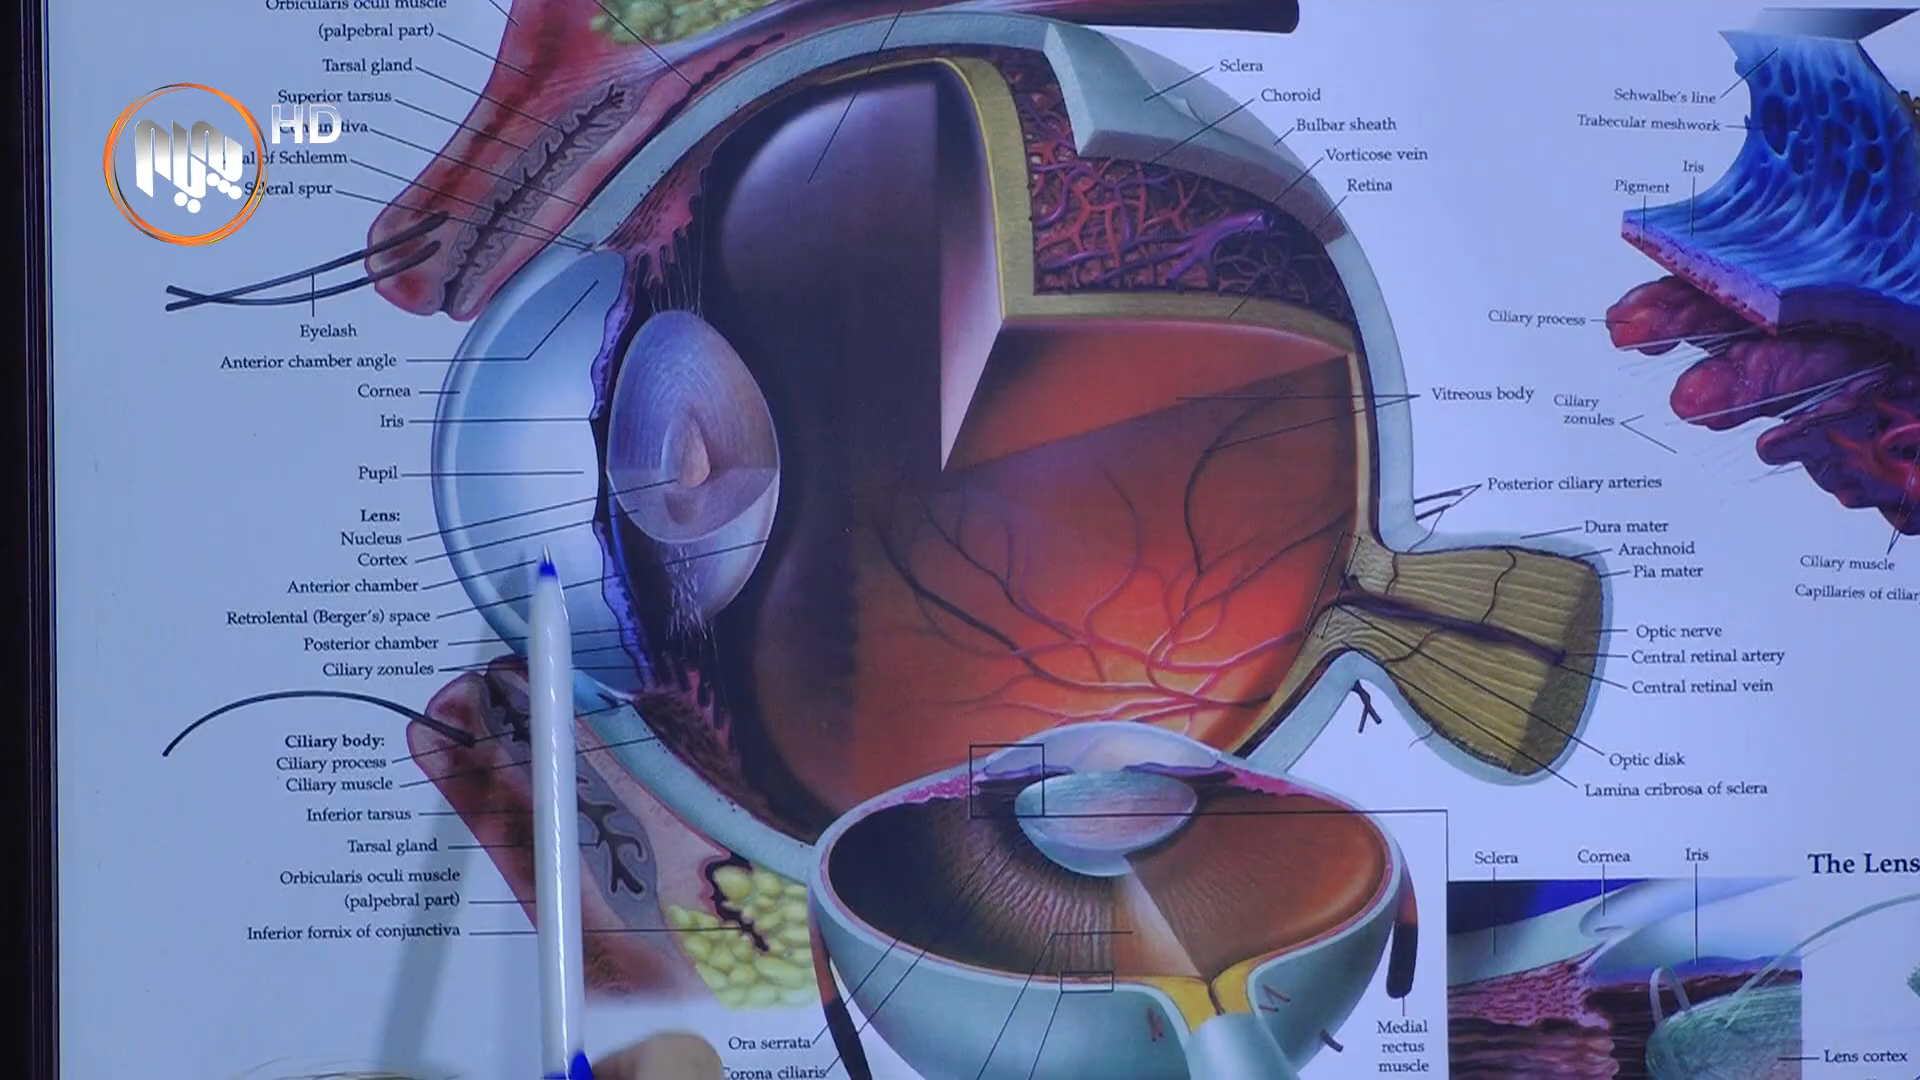 Orbicularis oculi muscle
(palpebral part)
Tarsal gland
Superior tarsus
of Schlemm
Scleral spur
HD
Eyelash
Anterior chamber angle
Cornea
Iris
Pupil
Lens:
Nucleus
Cortex
Anterior chamber
Retrolental (Berger's) space
Posterior chamber
Ciliary zonules
Ciliary body:
Ciliary process
Ciliary muscle
Inferior tarsus
Tarsal gland
Orbicularis oculi muscle
(palpebral part)
Inferior fornix of conjunctiva
Ora serrata
Corona ciliaris
Sclera
Choroid
Bulbar sheath
Vorticose vein
Retina
Vitreous body
Posterior ciliary arteries
Dura mater
Arachnoid
Pia mater
Optic nerve
Central retinal artery
Central retinal vein
Optic disk
Lamina cribrosa of sclera
Medial
rectus
muscle
Schwalbe's line
Trabecular meshwork
Iris
Pigment
Ciliary process
Ciliary
zonules
Ciliary muscle
Capillaries of ciliar
Sclera
Cornea
Iris
The Lens
Lens cortex